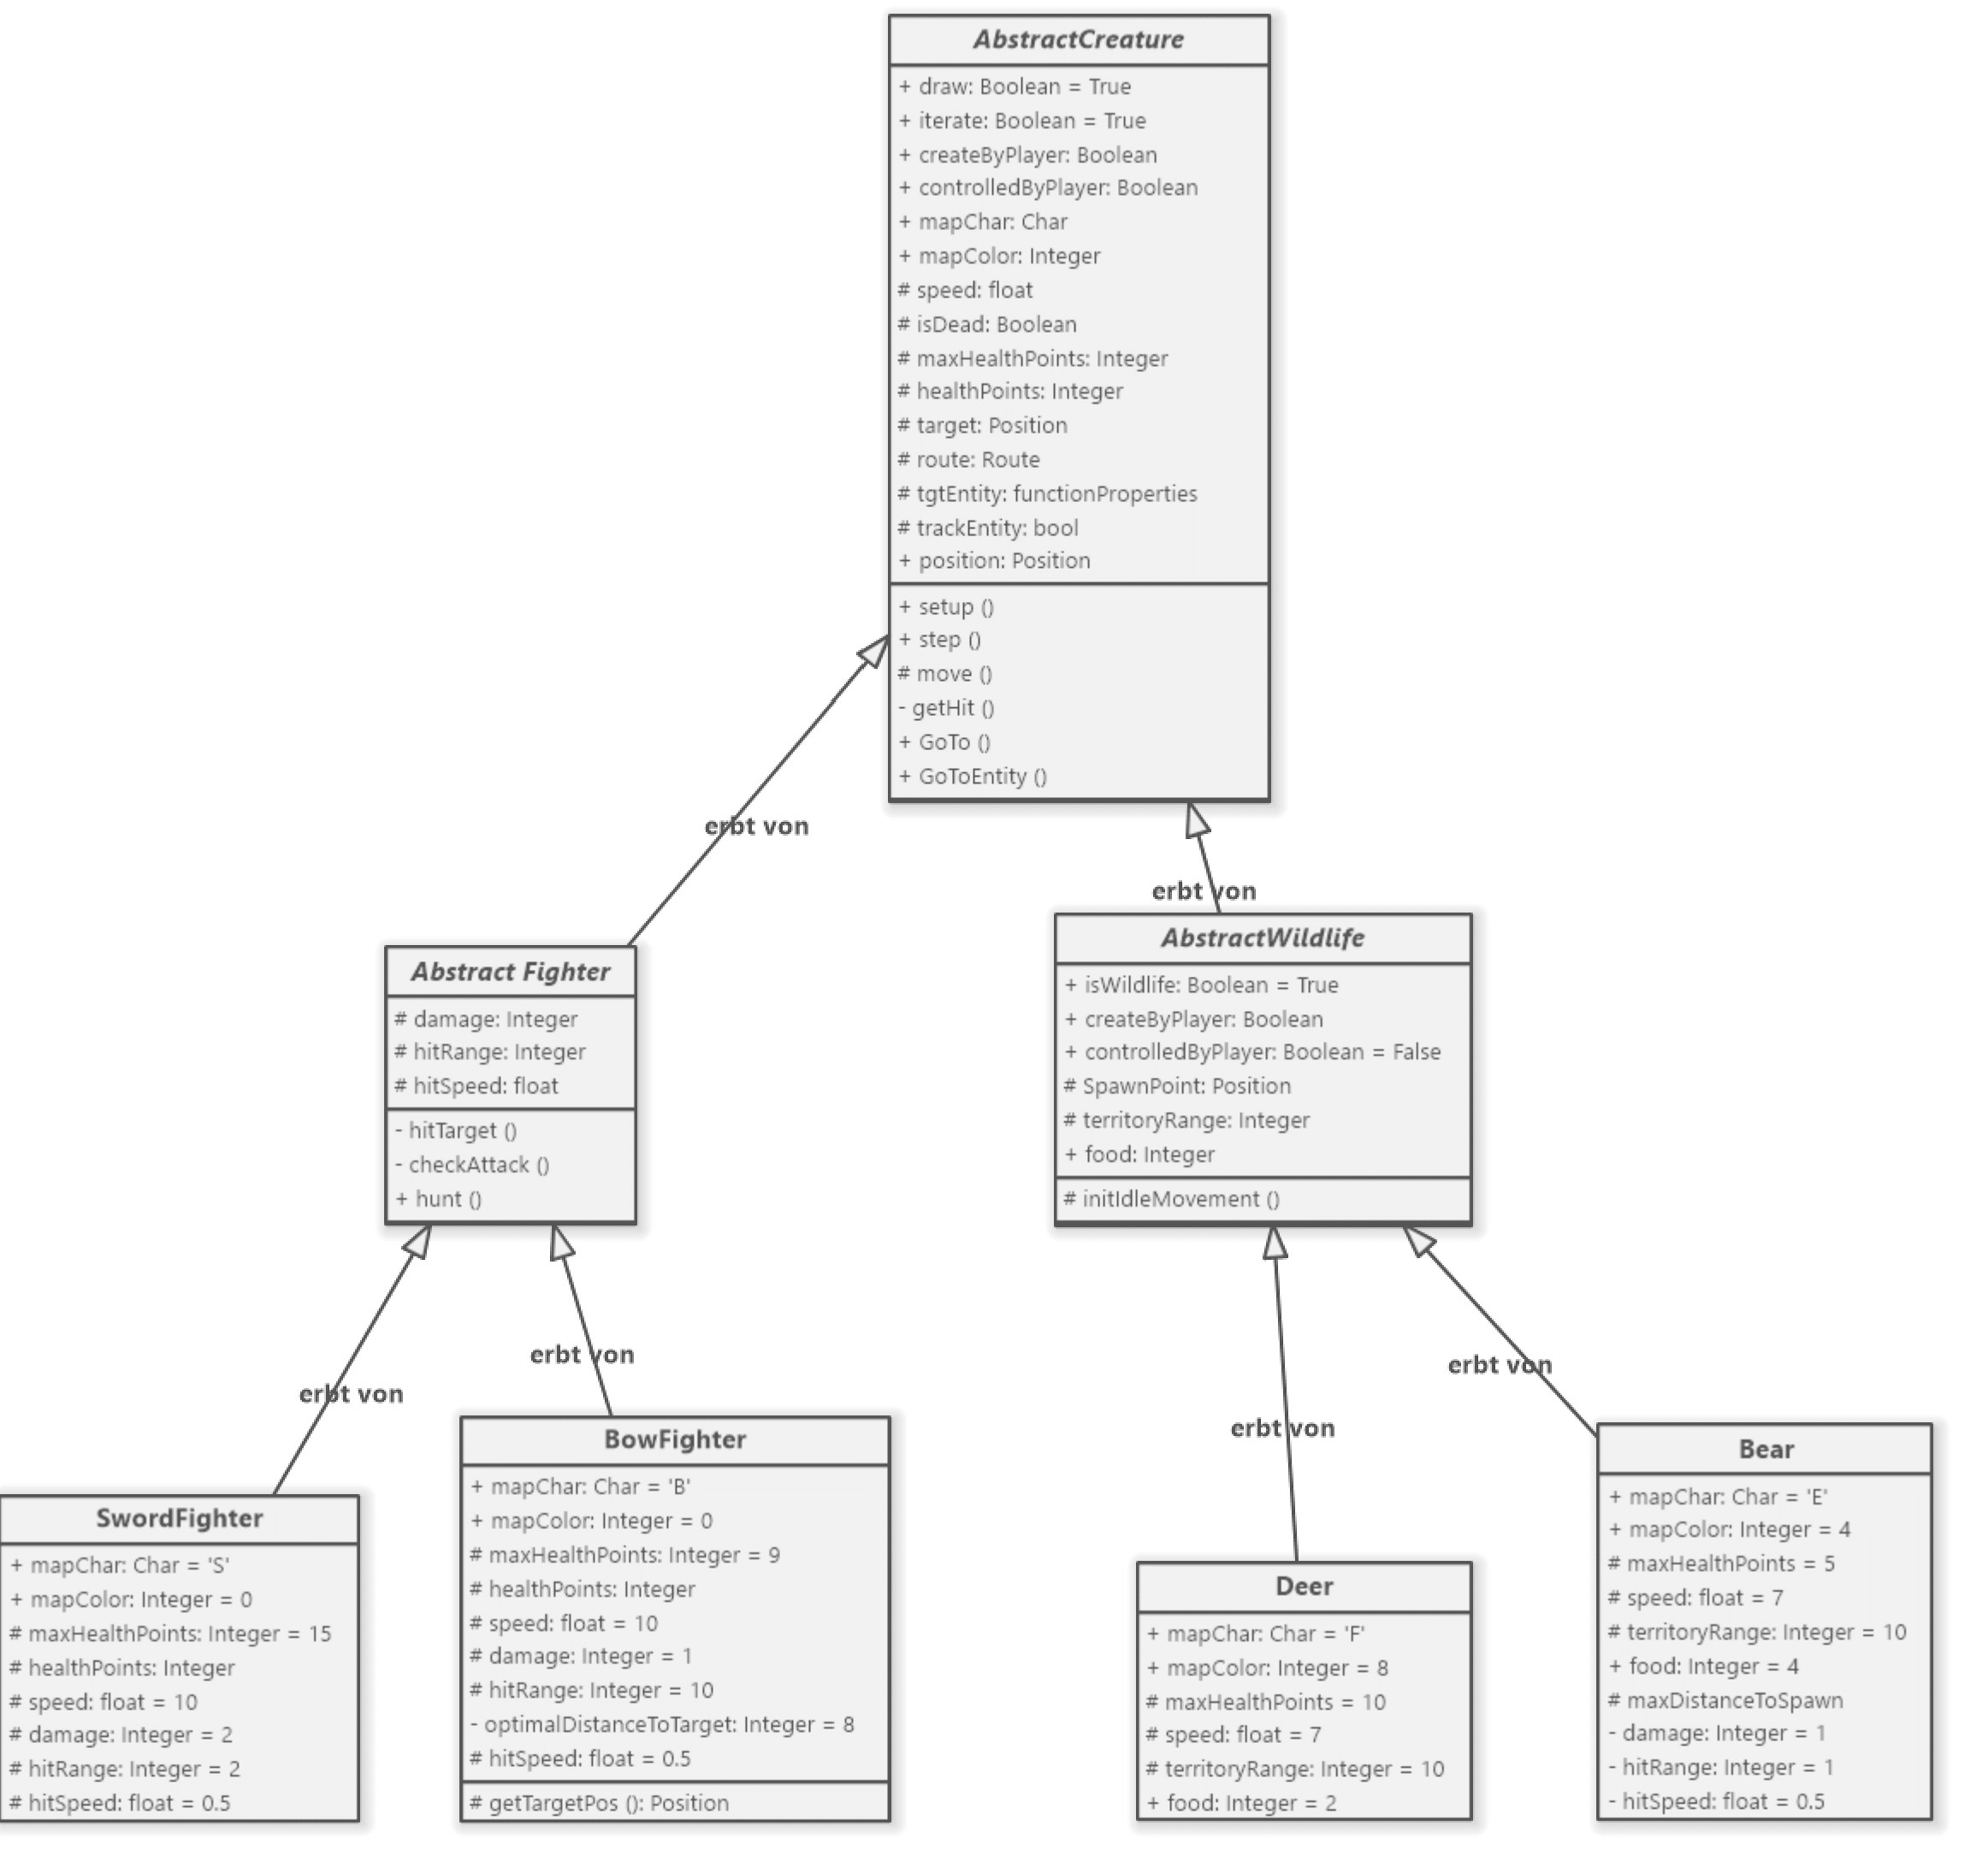 AbstractCreature
+ draw: Boolean = True
+ iterate: Boolean = True
+ createByPlayer: Boolean
+ controlledByPlayer: Boolean
+ mapChar: Char
+ mapColor: Integer
# speed: float
# isDead: Boolean
# maxHealthPoints: Integer
# healthPoints: Integer
# target: Position
# route: Route
# tgtEntity: functionProperties
# trackEntity: bool
+ position: Position
+ setup ()
+ step ()
# move ()
- getHit ()
+ GoTo ()
+ GoToEntity ()
erbt von
erbt von
Abstract Fighter
# damage: Integer
# hitRange: Integer
# hitSpeed: float
- hitTarget ()
- checkAttack ()
+ hunt ()
AbstractWildlife
+ isWildlife: Boolean = True
+ createByPlayer: Boolean
+ controlledByPlayer: Boolean = False
# SpawnPoint: Position
# territoryRange: Integer
+ food: Integer
# initIdleMovement ()
erbt von
erbt von
erbt von
erbt von
SwordFighter
+ mapChar: Char = 'S'
+ mapColor: Integer = 0
# maxHealthPoints: Integer = 15
# healthPoints: Integer
# speed: float = 10
# damage: Integer = 2
# hitRange: Integer = 2
# hitSpeed: float = 0.5
BowFighter
+ mapChar: Char = 'B'
+ mapColor: Integer = 0
# maxHealthPoints: Integer = 9
# healthPoints: Integer
# speed: float = 10
# damage: Integer = 1
# hitRange: Integer = 10
- optimalDistanceToTarget: Integer = 8
# hitSpeed: float = 0.5
# getTargetPos (): Position
Deer
+ mapChar: Char = 'F'
+ mapColor: Integer = 8
# maxHealthPoints = 10
# speed: float = 7
# territoryRange: Integer = 10
+ food: Integer = 2
Bear
+ mapChar: Char = 'E'
+ mapColor: Integer = 4
# maxHealthPoints = 5
# speed: float = 7
# territoryRange: Integer = 10
+ food: Integer = 4
# maxDistanceToSpawn
- damage: Integer = 1
- hitRange: Integer = 1
- hitSpeed: float = 0.5